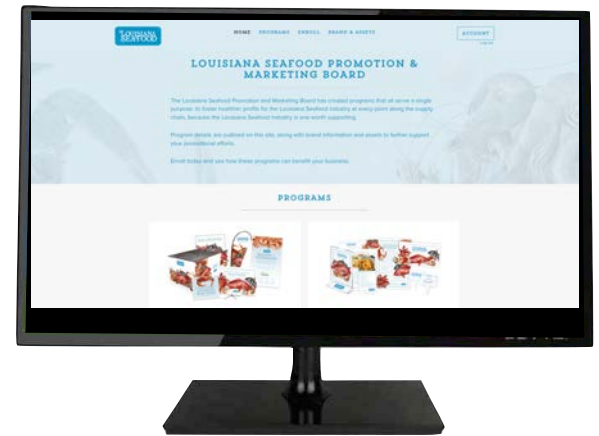 LOUISIANA
SEAFOOD
HOME PROGRAMS ENROLL BRAND & ASSETS
ACCOUNT
LOUISIANA SEAFOOD PROMOTION &
MARKETING BOARD
The Louisiana Seafood Promotion and Marketing Board has created programs that all serve a single
purpose: to foster healthier profits for the Louisiana Seafood Industry at every point along the supply
chain, because the Louisiana Seafood Industry is one worth supporting.
Program details are outlined on this site, along with brand information and assets to further support
your promotional efforts.
Enroll today and see how these programs can benefit your business.
PROGRAMS